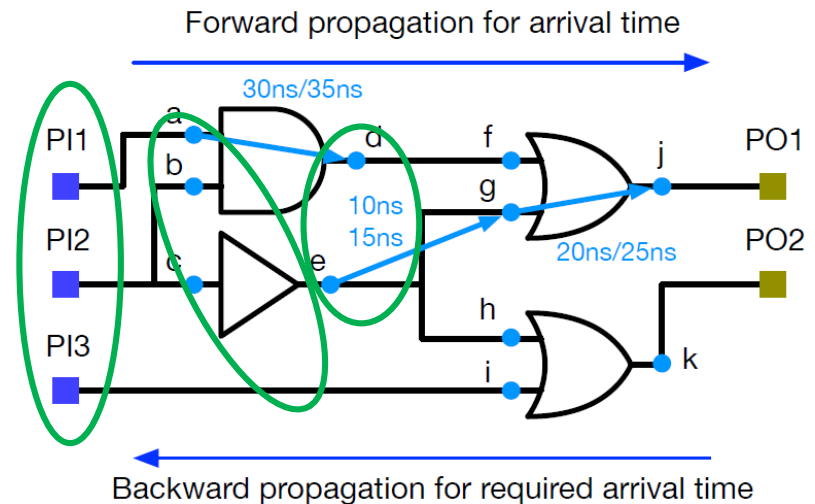 Forward propagation for arrival time
30ns/35ns
PI1
a
d
f
j
PO1
b
g
10ns
15ns
20ns/25ns
PI2
c
e
PO2
h
PI3
i
k
Backward propagation for required arrival time